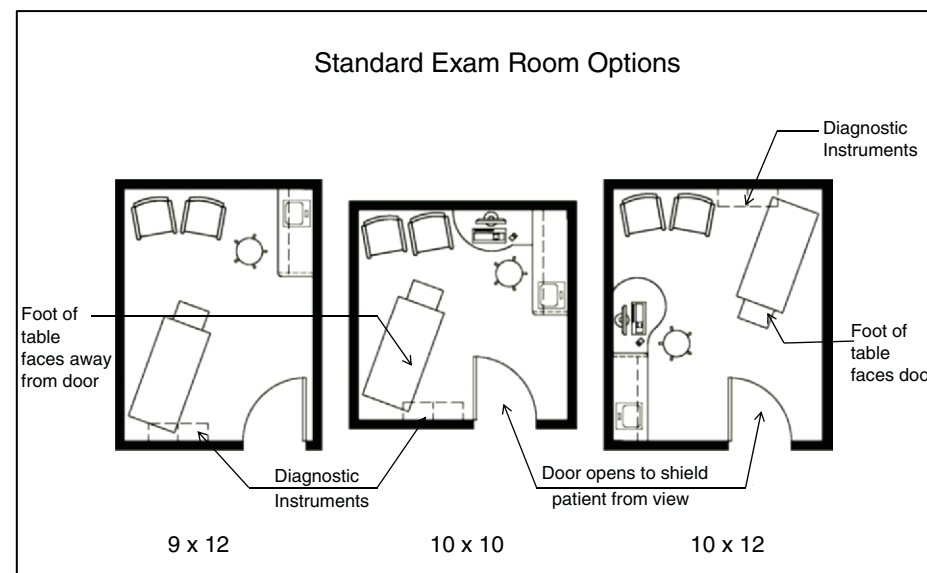 Standard Exam Room Options
Diagnostic
Instruments
Foot of
table
faces away
from door
Foot of
table
faces doo
Diagnostic
Instruments
Door opens to shield
patient from view
9 x 12
10 x 10
10 x 12